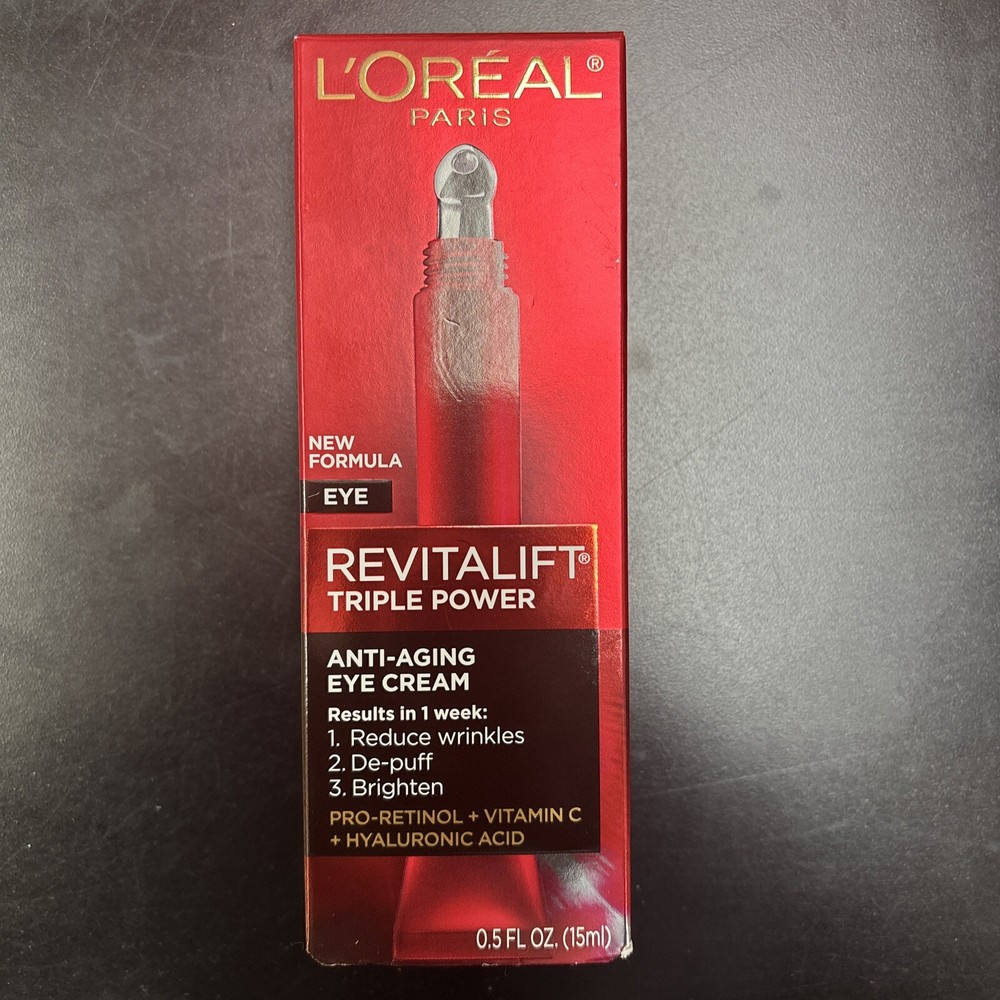 L'ORÉAL®
PARiS
NEW
FORMULA
EYE
REVITALIFT®
TRIPLE POWER
ANTI-AGING
EYE CREAM
Results in 1 week:
1. Reduce wrinkles
2. De-puff
3. Brighten
PRO-RETINOL + VITAMIN C
+ HYALURONIC ACID
0.5 FL OZ. (15ml)